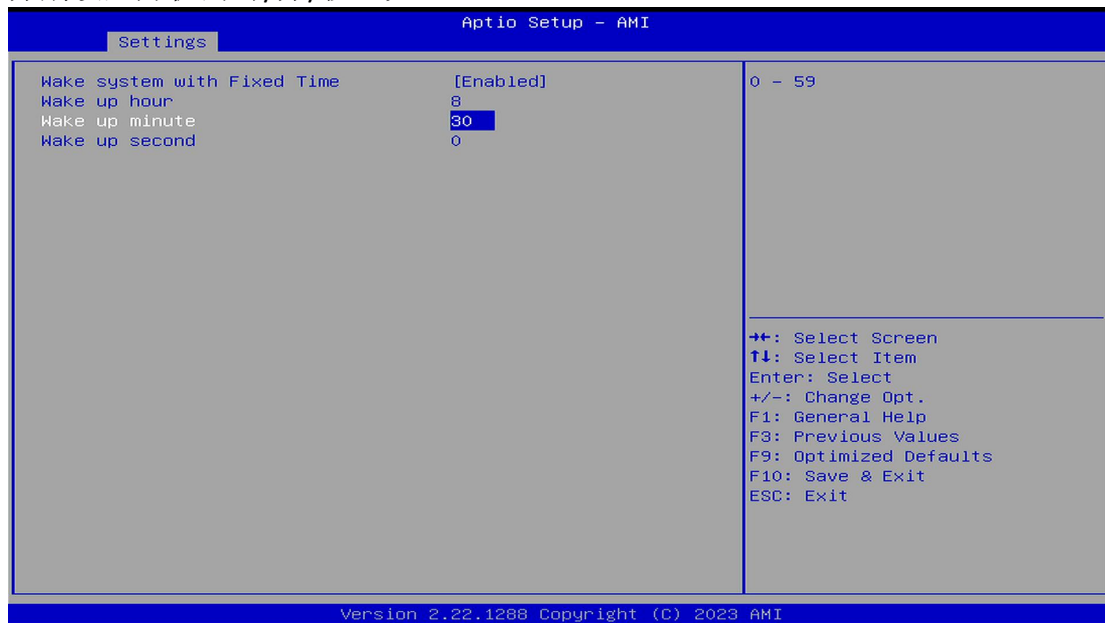 Aptio Setup – AMI
Settings
Wake system with Fixed Time [Enabled]
Wake up hour 8
Wake up minute 30
Wake up second 0
0 – 59
→←: Select Screen
↑↓: Select Item
Enter: Select
+/-: Change Opt.
F1: General Help
F3: Previous Values
F9: Optimized Defaults
F10: Save & Exit
ESC: Exit
Version 2.22.1288 Copyright (C) 2023 AMI